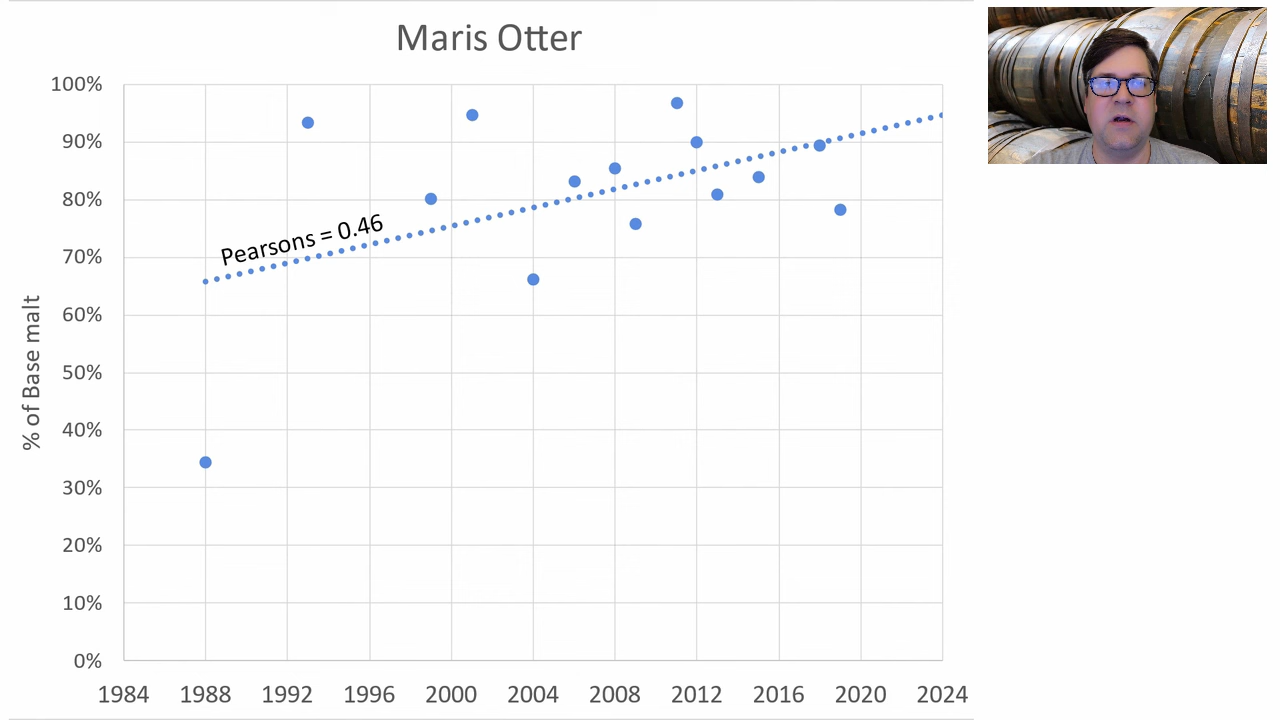 Maris Otter
100%
90%
80%
70%
60%
50%
40%
30%
20%
10%
0%
% of Base malt
Pearsons = 0.46
1984 1988 1992 1996 2000 2004 2008 2012 2016 2020 2024